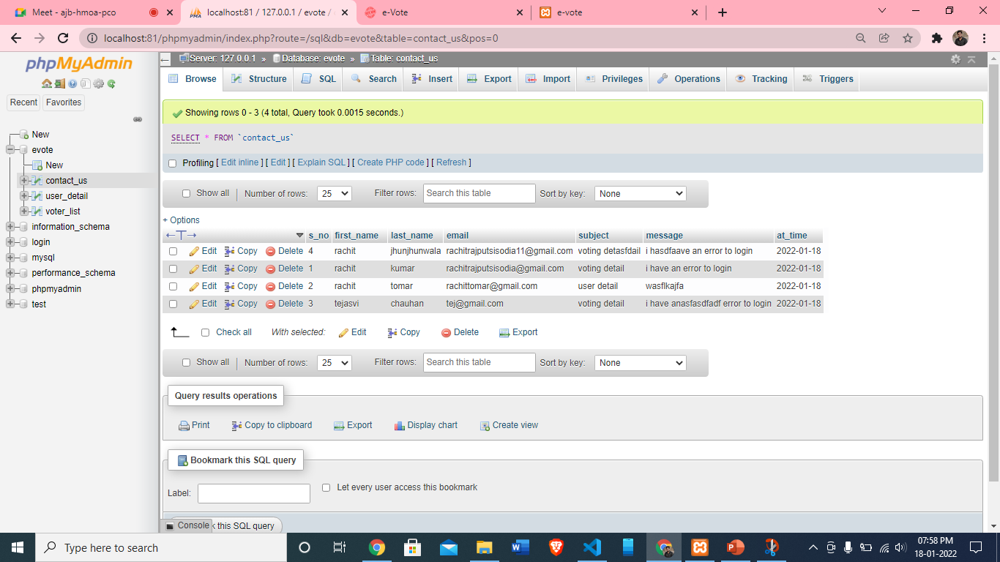 Meet - ajb-hmoa-pco
localhost:81 / 127.0.0.1 / evote /
e-Vote
e-vote
localhost:81/phpmyadmin/index.php?route=/sql&db=evote&table=contact_us&pos=0
phpMyAdmin
Recent Favorites
New
evote
New
contact_us
user_detail
voter_list
information_schema
login
mysql
performance_schema
phpmyadmin
test
Server: 127.0.0.1 » Database: evote » Table: contact_us
Browse Structure SQL Search Insert Export Import Privileges Operations Tracking Triggers
Showing rows 0 - 3 (4 total, Query took 0.0015 seconds.)
SELECT * FROM `contact_us`
Profiling [ Edit inline ] [ Edit ] [ Explain SQL ] [ Create PHP code ] [ Refresh ]
Show all Number of rows: 25 Filter rows: Search this table Sort by key: None
+ Options
s_no first_name last_name email subject message at_time
Edit Copy Delete 4 rachit jhunjhunwala rachitrajputsisodia11@gmail.com voting detasfdail i hasdfaave an error to login 2022-01-18
Edit Copy Delete 1 rachit kumar rachitrajputsisodia@gmail.com voting detail i have an error to login 2022-01-18
Edit Copy Delete 2 rachit tomar rachittomar@gmail.com user detail wasflkajfa 2022-01-18
Edit Copy Delete 3 tejasvi chauhan tej@gmail.com voting detail i have anasfasdfadf error to login 2022-01-18
Check all With selected: Edit Copy Delete Export
Show all Number of rows: 25 Filter rows: Search this table Sort by key: None
Query results operations
Print Copy to clipboard Export Display chart Create view
Bookmark this SQL query
Label: Let every user access this bookmark
Console k this SQL query
Type here to search
07:58 PM
18-01-2022